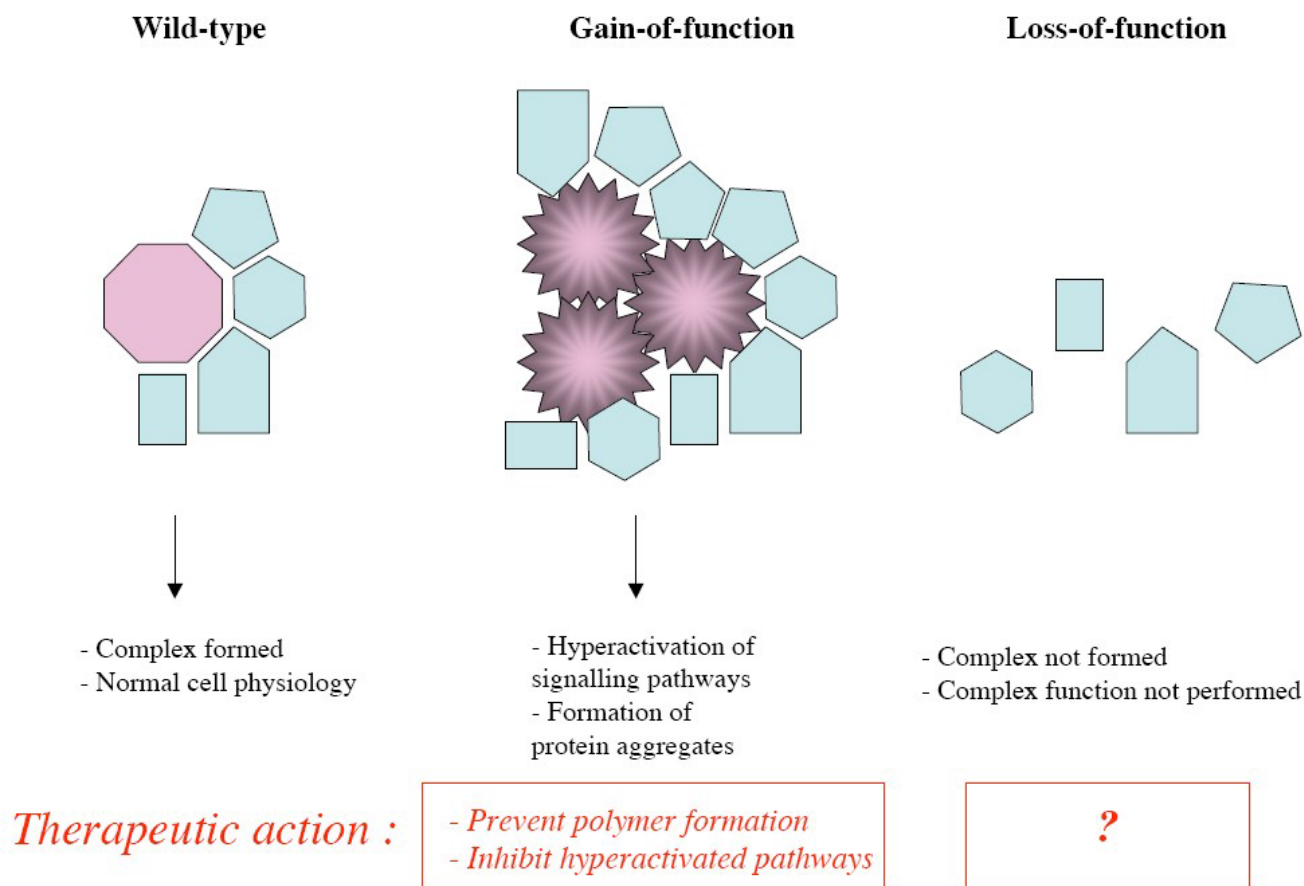 Wild-type
Gain-of-function
Loss-of-function
- Complex formed
- Normal cell physiology
- Hyperactivation of
signalling pathways
- Formation of
protein aggregates
- Complex not formed
- Complex function not performed
Therapeutic action :
- Prevent polymer formation
- Inhibit hyperactivated pathways
?